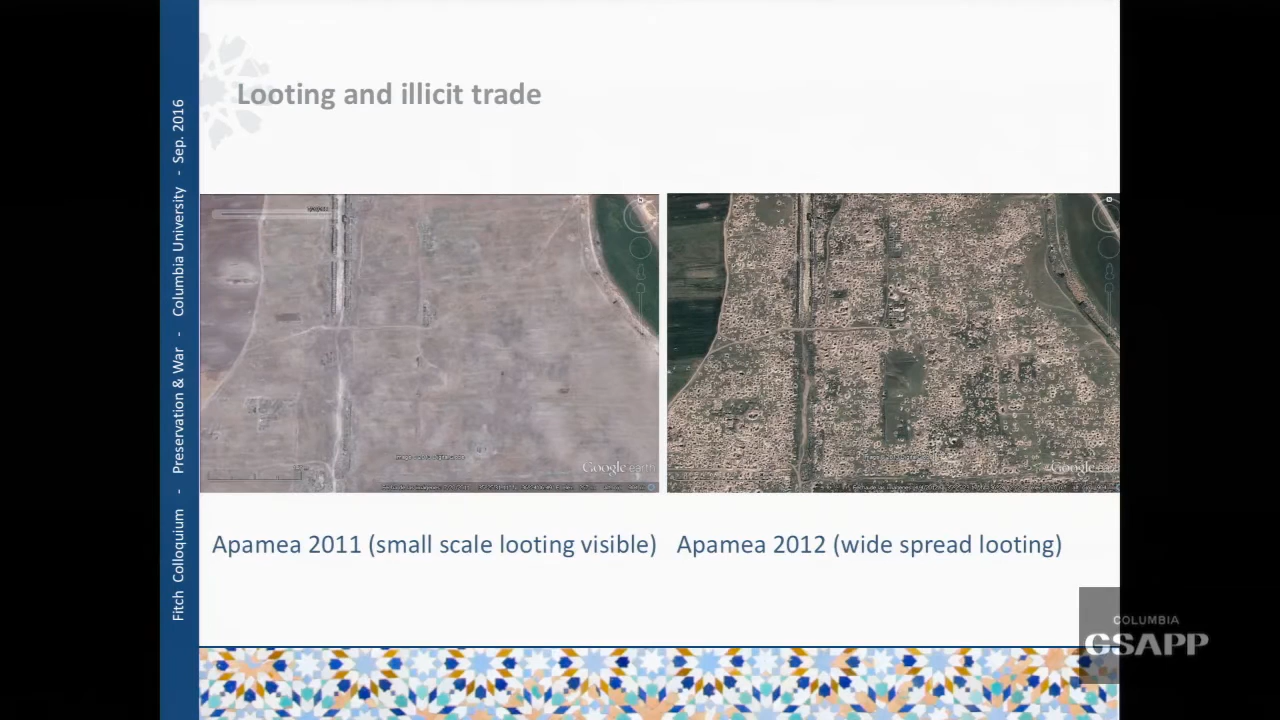 Looting and illicit trade
Fitch Colloquium - Preservation & War - Columbia University - Sep. 2016
Google earth
Google earth
Apamea 2011 (small scale looting visible)
Apamea 2012 (wide spread looting)
COLUMBIA
GSAPP